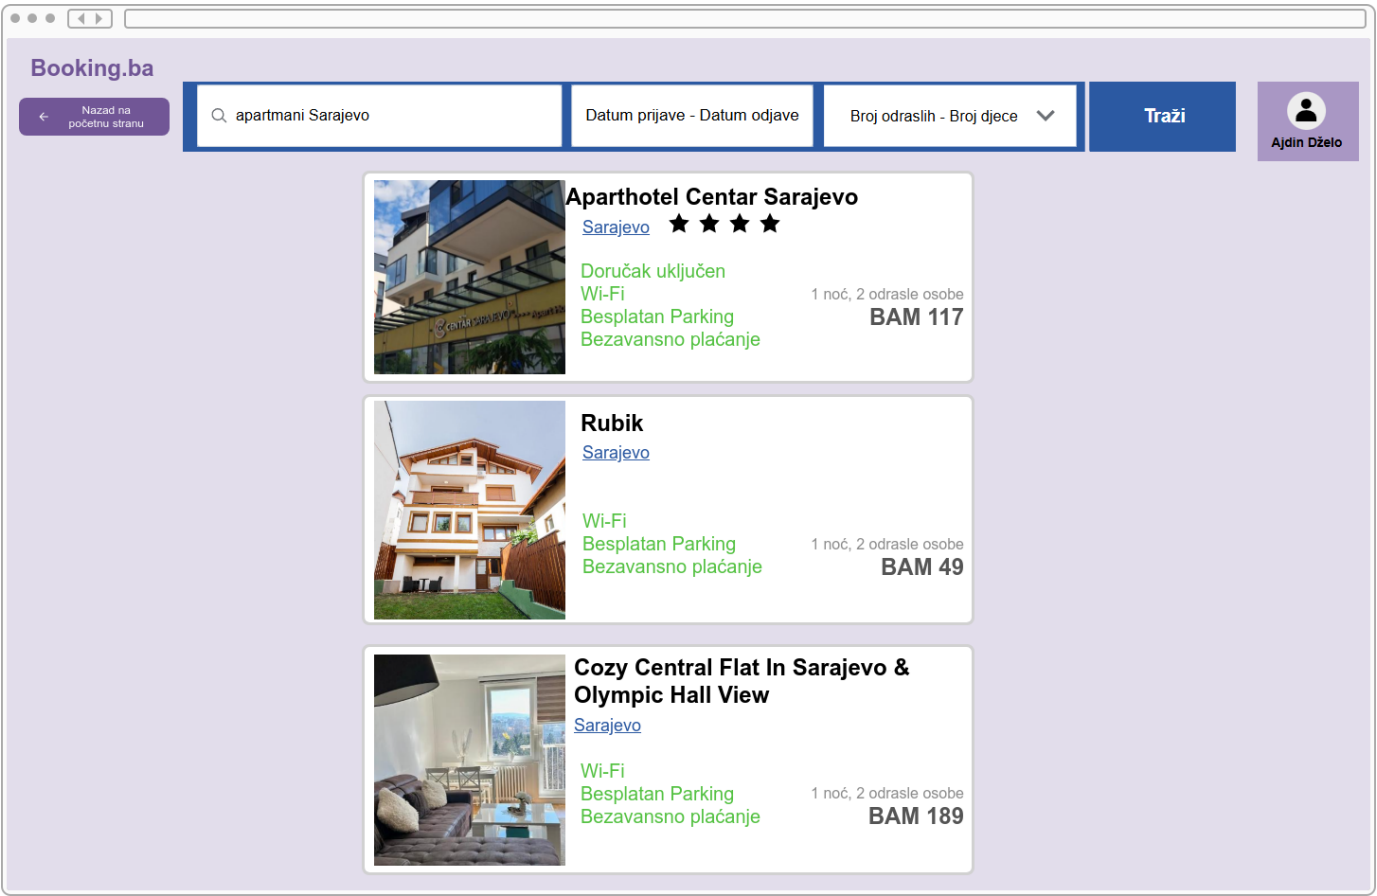 Booking.ba
Nazad na
početnu stranu
apartmani Sarajevo
Datum prijave - Datum odjave
Broj odraslih - Broj djece
Traži
Ajdin Dželo
Aparthotel Centar Sarajevo
Sarajevo
Doručak uključen
Wi-Fi
Besplatan Parking
Bezavansno plaćanje
1 noć, 2 odrasle osobe
BAM 117
CENTAR SARAJEVO
Rubik
Sarajevo
Wi-Fi
Besplatan Parking
Bezavansno plaćanje
1 noć, 2 odrasle osobe
BAM 49
Cozy Central Flat In Sarajevo &
Olympic Hall View
Sarajevo
Wi-Fi
Besplatan Parking
Bezavansno plaćanje
1 noć, 2 odrasle osobe
BAM 189